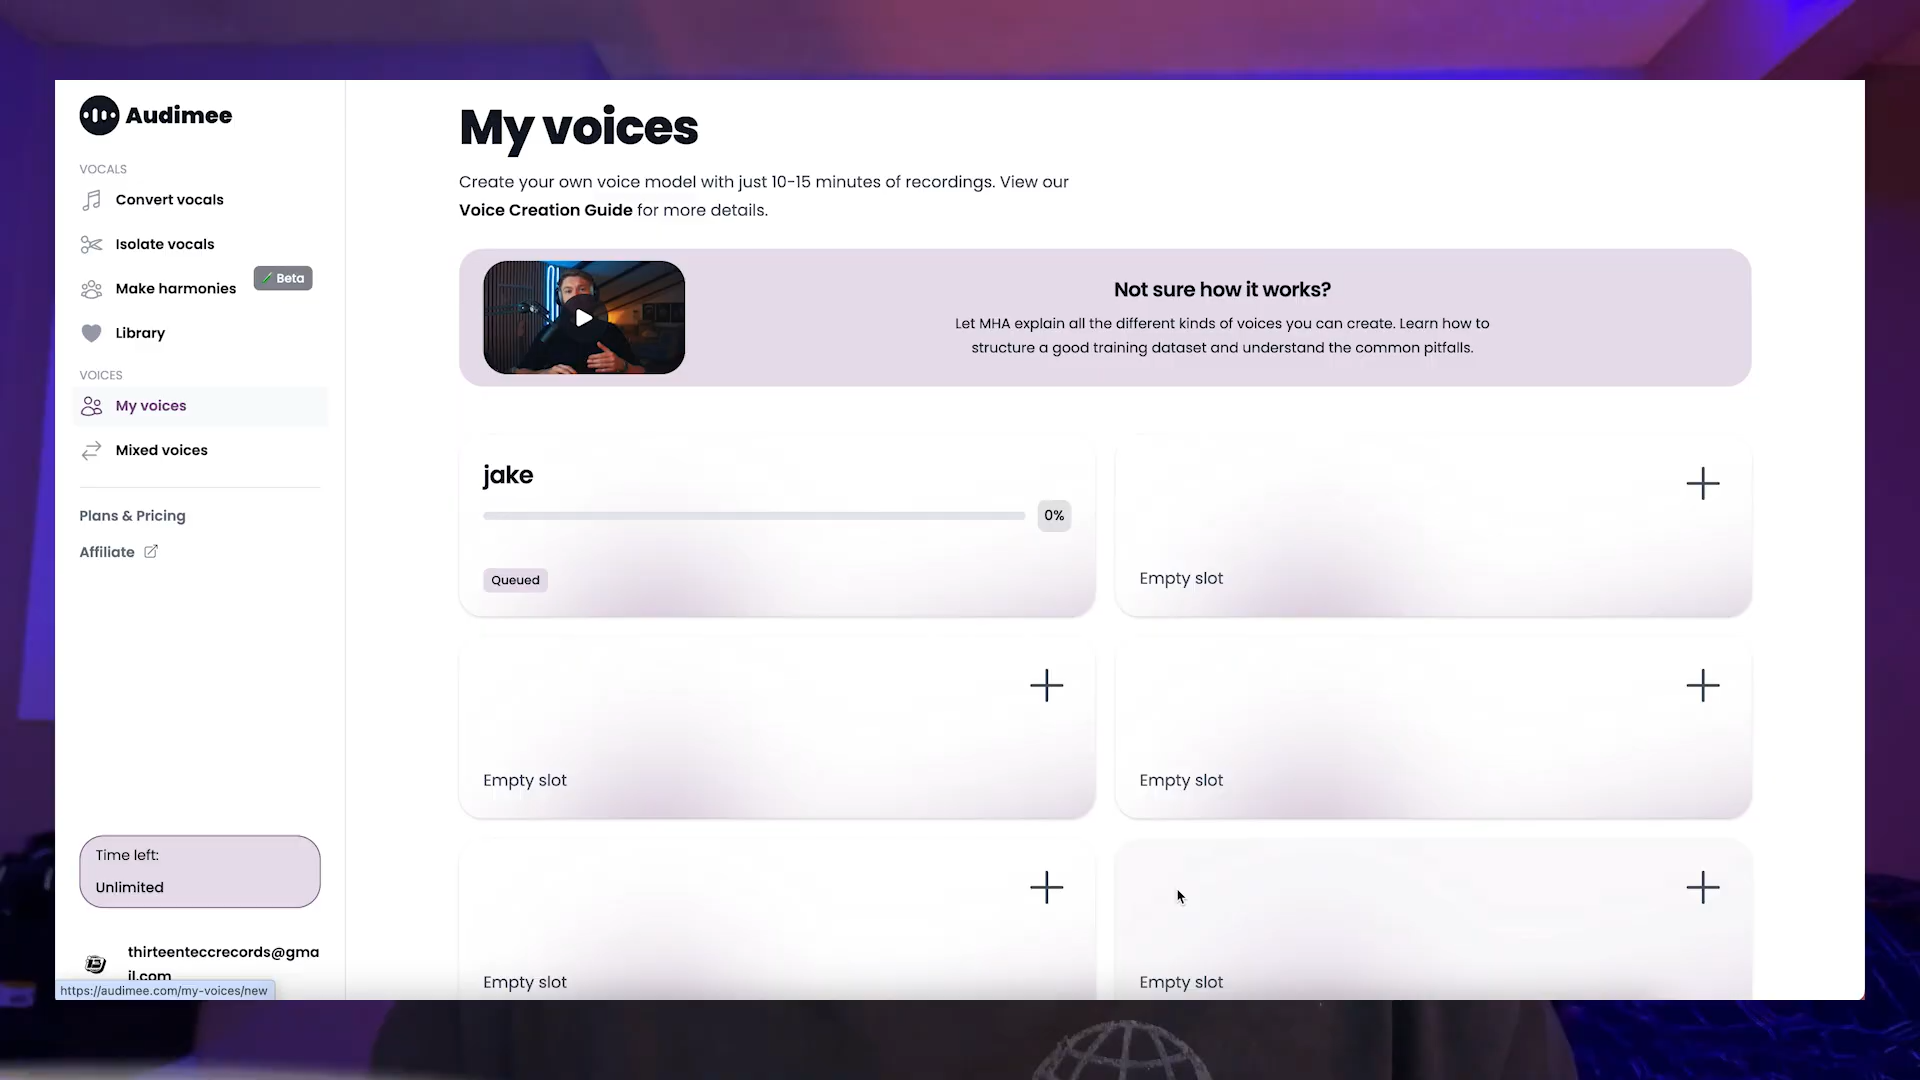 Audimee
VOCALS
Convert vocals
Isolate vocals
Make harmonies
Beta
Library
VOICES
My voices
Mixed voices
Plans & Pricing
Affiliate
Time left:
Unlimited
thirteenteccrecords@gma
il.com
https://audimee.com/my-voices/new
My voices
Create your own voice model with just 10-15 minutes of recordings. View our
Voice Creation Guide for more details.
Not sure how it works?
Let MHA explain all the different kinds of voices you can create. Learn how to
structure a good training dataset and understand the common pitfalls.
jake
0%
Queued
Empty slot
Empty slot
Empty slot
Empty slot
Empty slot